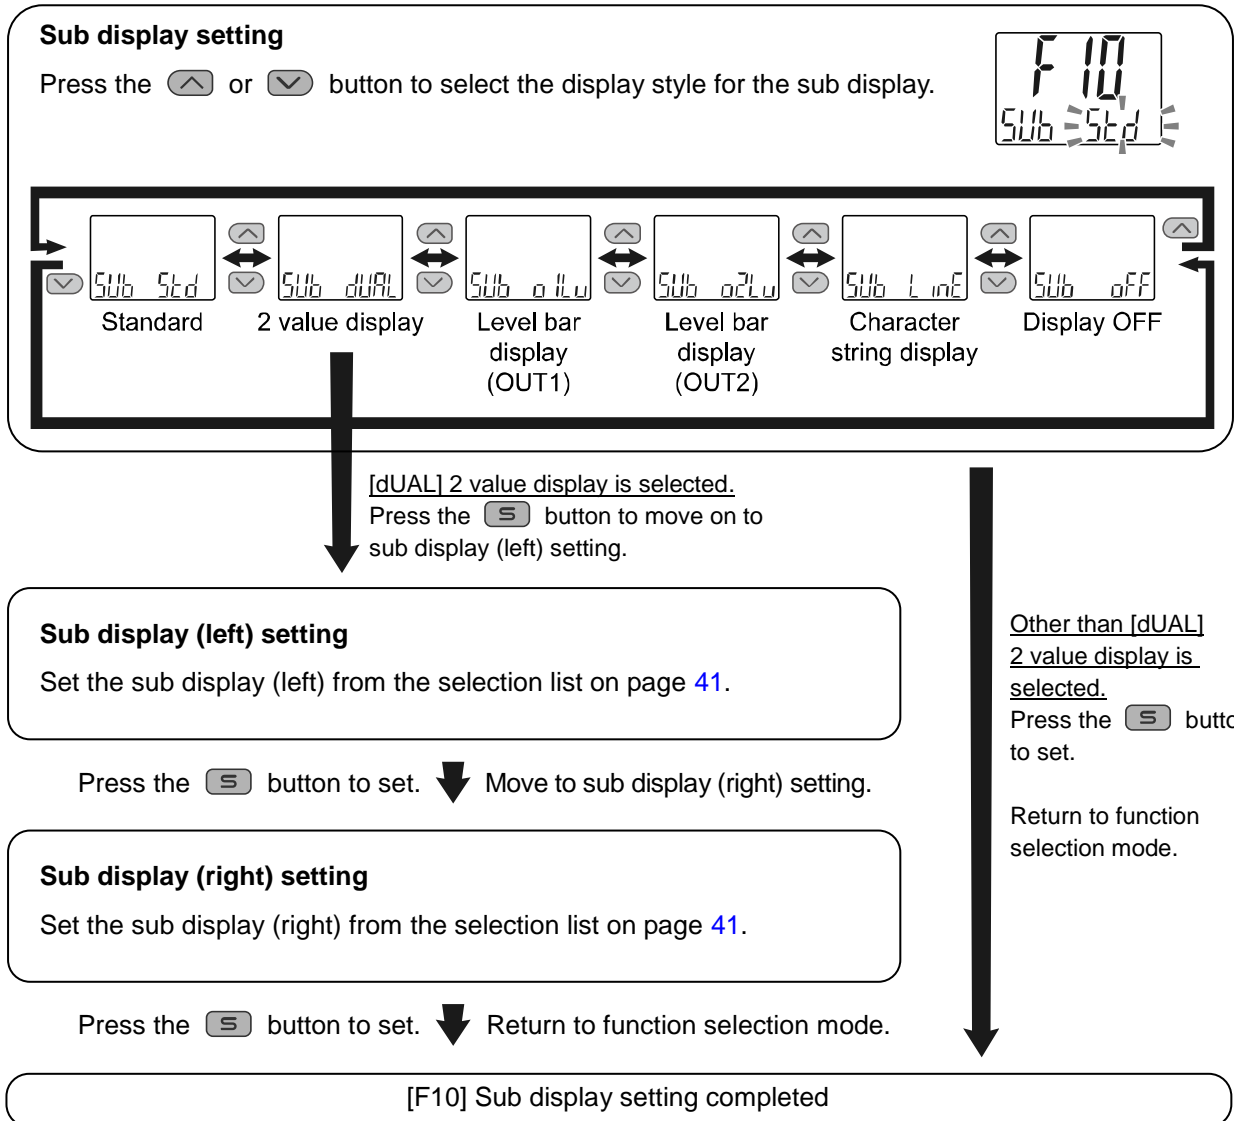 Sub display setting
Press the or button to select the display style for the sub display.
F 10
SUb Std
SUb Std
SUb dUAL
SUb o1Lv
SUb o2Lv
SUb LinE
SUb oFF
Standard
2 value display
Level bar
display
(OUT1)
Level bar
display
(OUT2)
Character
string display
Display OFF
[dUAL] 2 value display is selected.
Press the S button to move on to
sub display (left) setting.
Sub display (left) setting
Set the sub display (left) from the selection list on page 41.
Press the S button to set. Move to sub display (right) setting.
Sub display (right) setting
Set the sub display (right) from the selection list on page 41.
Press the S button to set. Return to function selection mode.
Other than [dUAL]
2 value display is
selected.
Press the S butto
to set.
Return to function
selection mode.
[F10] Sub display setting completed